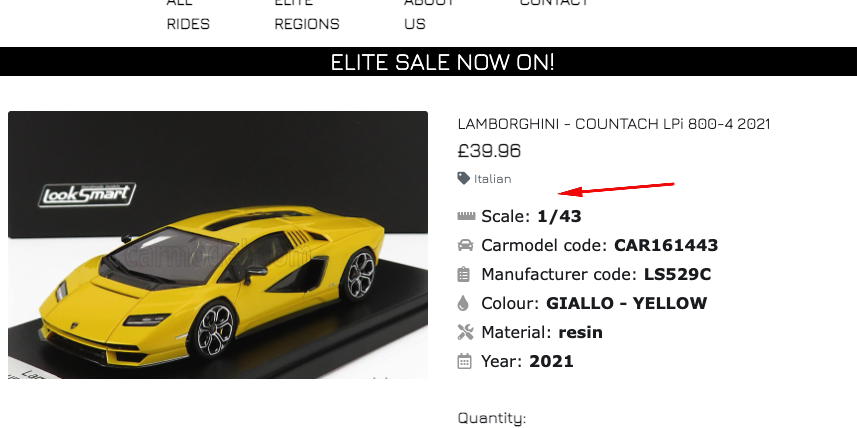 ALL ELITE ABOUT CONTACT
RIDES REGIONS US
ELITE SALE NOW ON!
LAMBORGHINI - COUNTACH LPi 800-4 2021
£39.96
Italian
LookSmart
Scale: 1/43
Carmodel code: CAR161443
Manufacturer code: LS529C
carmodel.com
Colour: GIALLO - YELLOW
Material: resin
Year: 2021
Quantity: